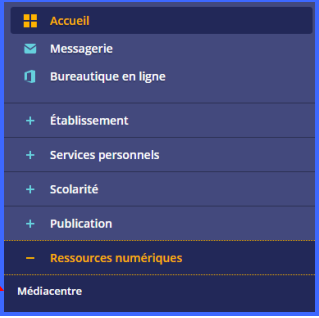 Accueil
Messagerie
Bureautique en ligne
Établissement
Services personnels
Scolarité
Publication
Ressources numériques
Médiacentre